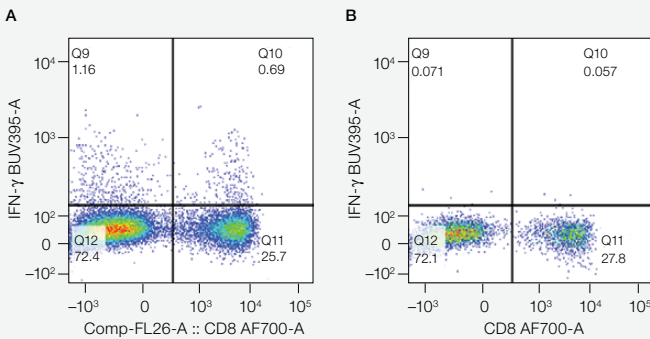 A
Q9
1.16
Q10
0.69
10⁴
10³
10²
0
−10²
IFN-γ BUV395-A
Q12
72.4
Q11
25.7
−10³ 0 10³ 10⁴ 10⁵
Comp-FL26-A :: CD8 AF700-A
B
Q9
0.071
Q10
0.057
10⁴
10³
10²
0
−10²
IFN-γ BUV395-A
Q12
72.1
Q11
27.8
−10³ 0 10³ 10⁴ 10⁵
CD8 AF700-A